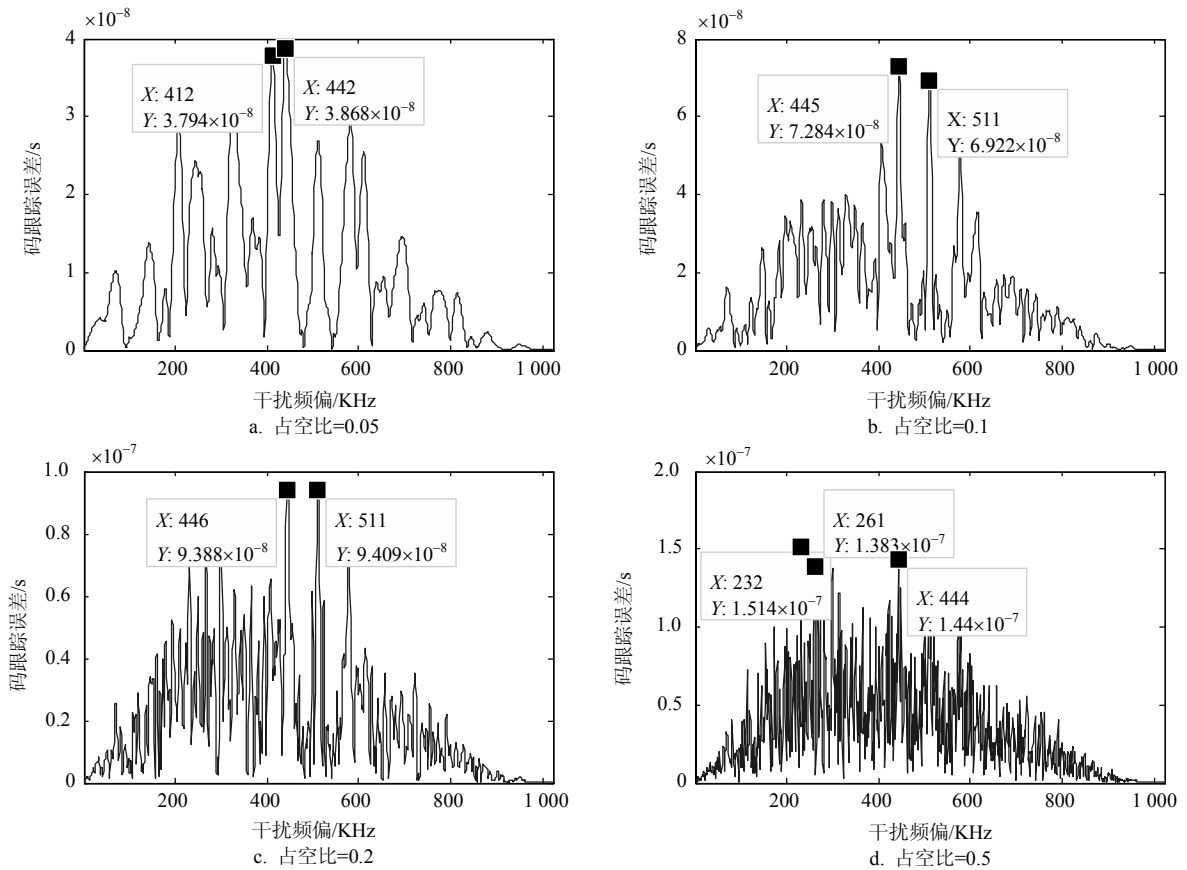 ×10⁻⁸
4
3
2
1
0
码跟踪误差/s
X: 412
Y: 3.794×10⁻⁸
X: 442
Y: 3.868×10⁻⁸
200
400
600
800
1 000
干扰频偏/KHz
a. 占空比=0.05
×10⁻⁸
8
6
4
2
0
码跟踪误差/s
X: 445
Y: 7.284×10⁻⁸
X: 511
Y: 6.922×10⁻⁸
200
400
600
800
1 000
干扰频偏/KHz
b. 占空比=0.1
×10⁻⁷
1.0
0.8
0.6
0.4
0.2
0
码跟踪误差/s
X: 446
Y: 9.388×10⁻⁸
X: 511
Y: 9.409×10⁻⁸
200
400
600
800
1 000
干扰频偏/KHz
c. 占空比=0.2
×10⁻⁷
2.0
1.5
1.0
0.5
0
码跟踪误差/s
X: 232
Y: 1.514×10⁻⁷
X: 261
Y: 1.383×10⁻⁷
X: 444
Y: 1.44×10⁻⁷
200
400
600
800
1 000
干扰频偏/KHz
d. 占空比=0.5